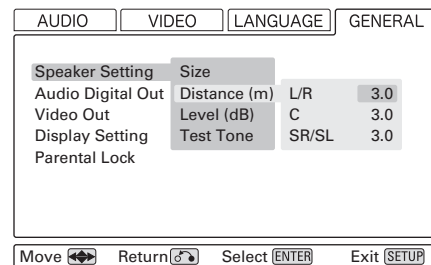 AUDIO VIDEO LANGUAGE GENERAL
Speaker Setting Size
Audio Digital Out Distance (m) L/R 3.0
Video Out Level (dB) C 3.0
Display Setting Test Tone SR/SL 3.0
Parental Lock
Move Return Select ENTER Exit SETUP